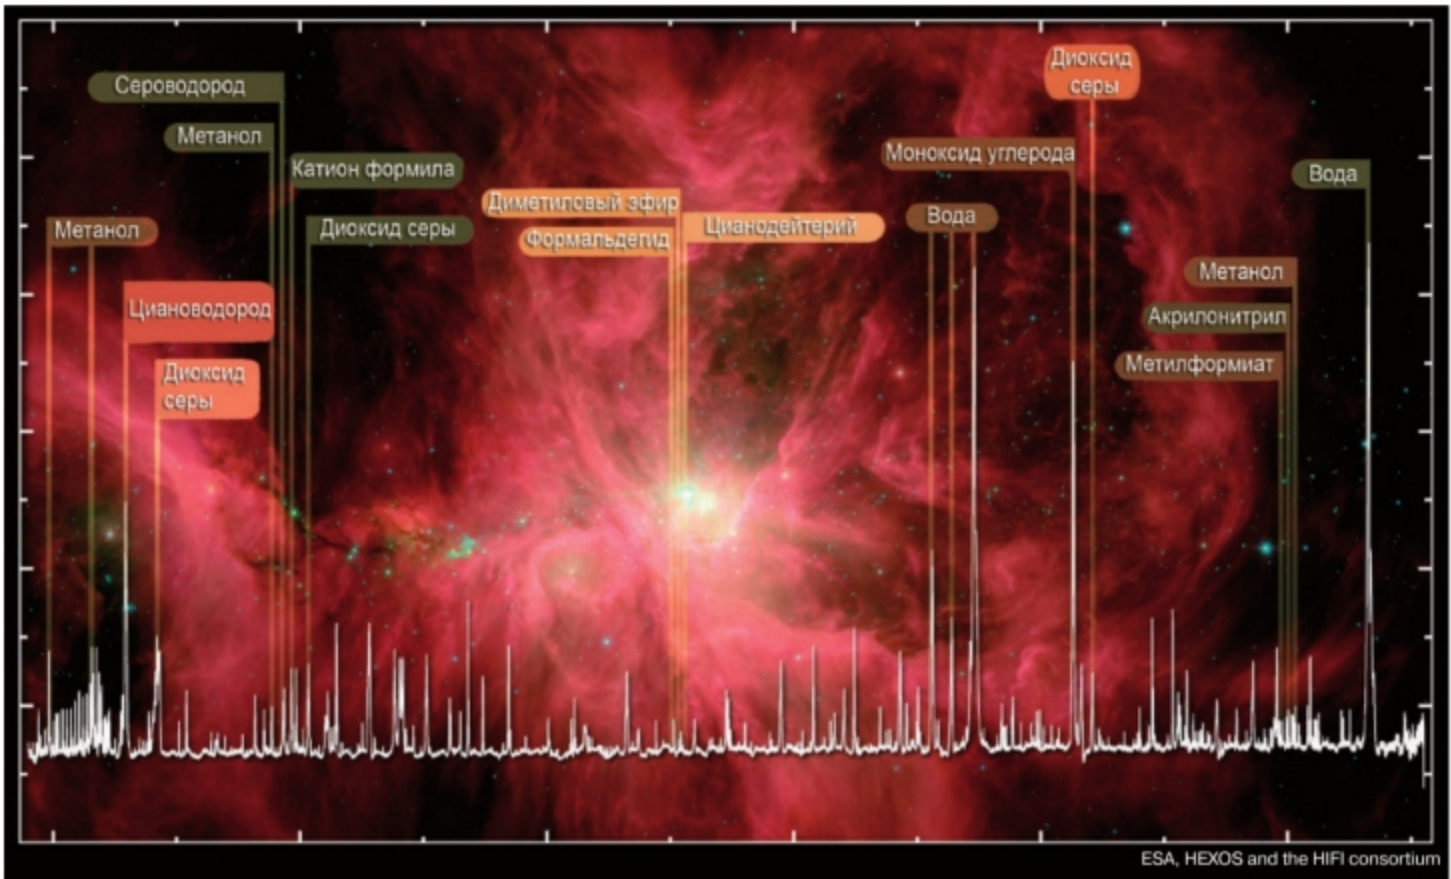 Сероводород
Метанол
Катион формила
Метанол
Диоксид серы
Циановодород
Диоксид
серы
Диметиловый эфир
Формальдегид
Цианодейтерий
Диоксид
серы
Моноксид углерода
Вода
Вода
Метанол
Акрилонитрил
Метилформиат
ESA, HEXOS and the HIFI consortium